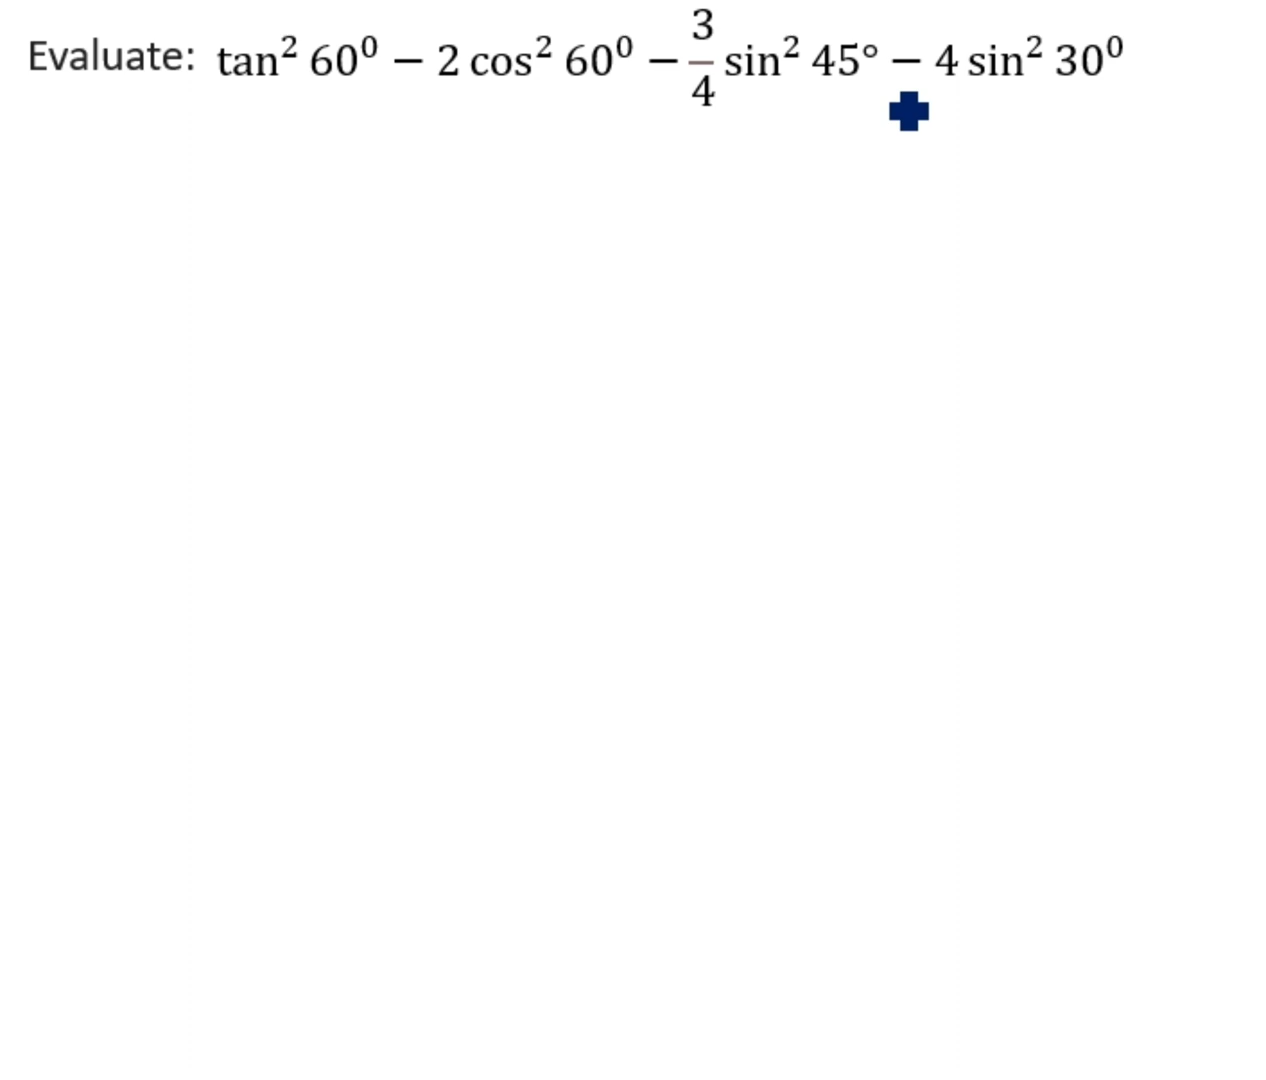 Evaluate: tan² 60⁰ − 2 cos² 60⁰ − 3/4 sin² 45° − 4 sin² 30⁰